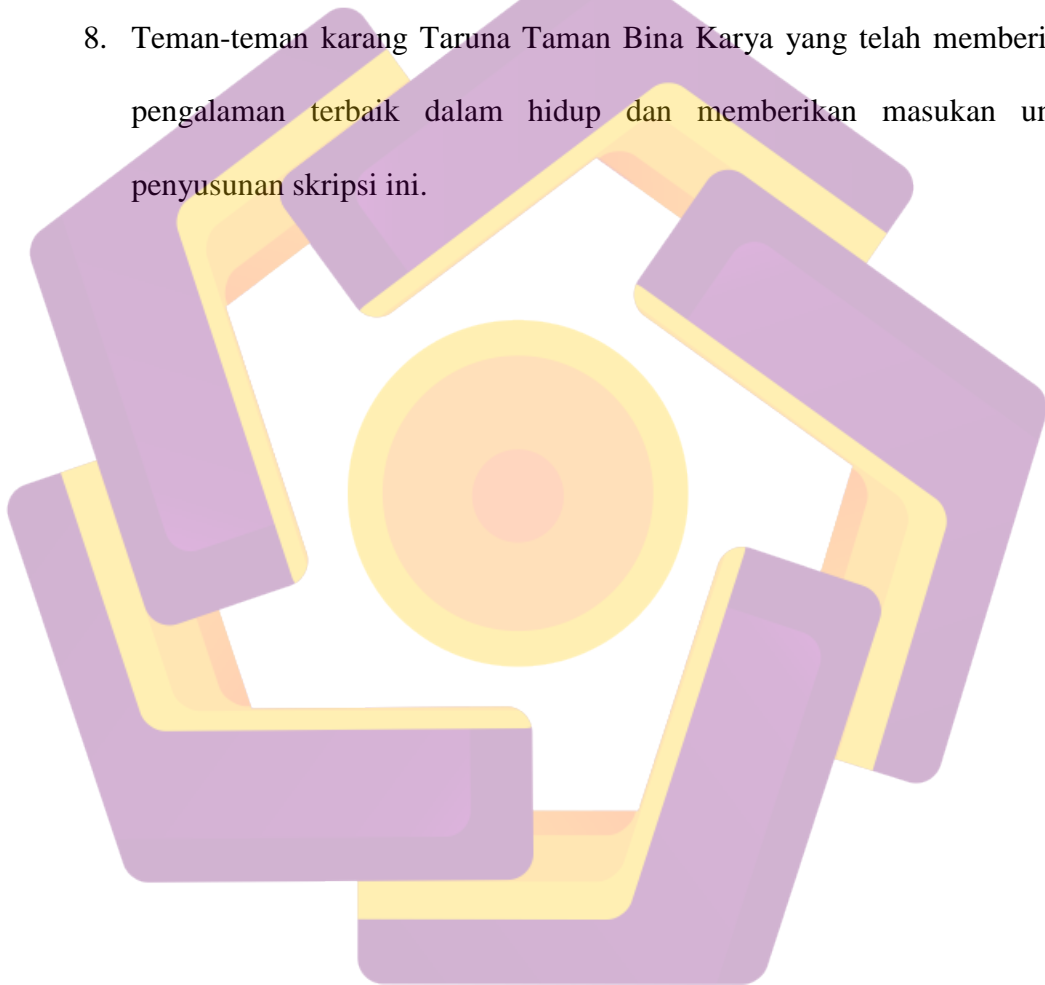 8. Teman-teman karang Taruna Taman Bina Karya yang telah memberi
pengalaman terbaik dalam hidup dan memberikan masukan un
penyusunan skripsi ini.